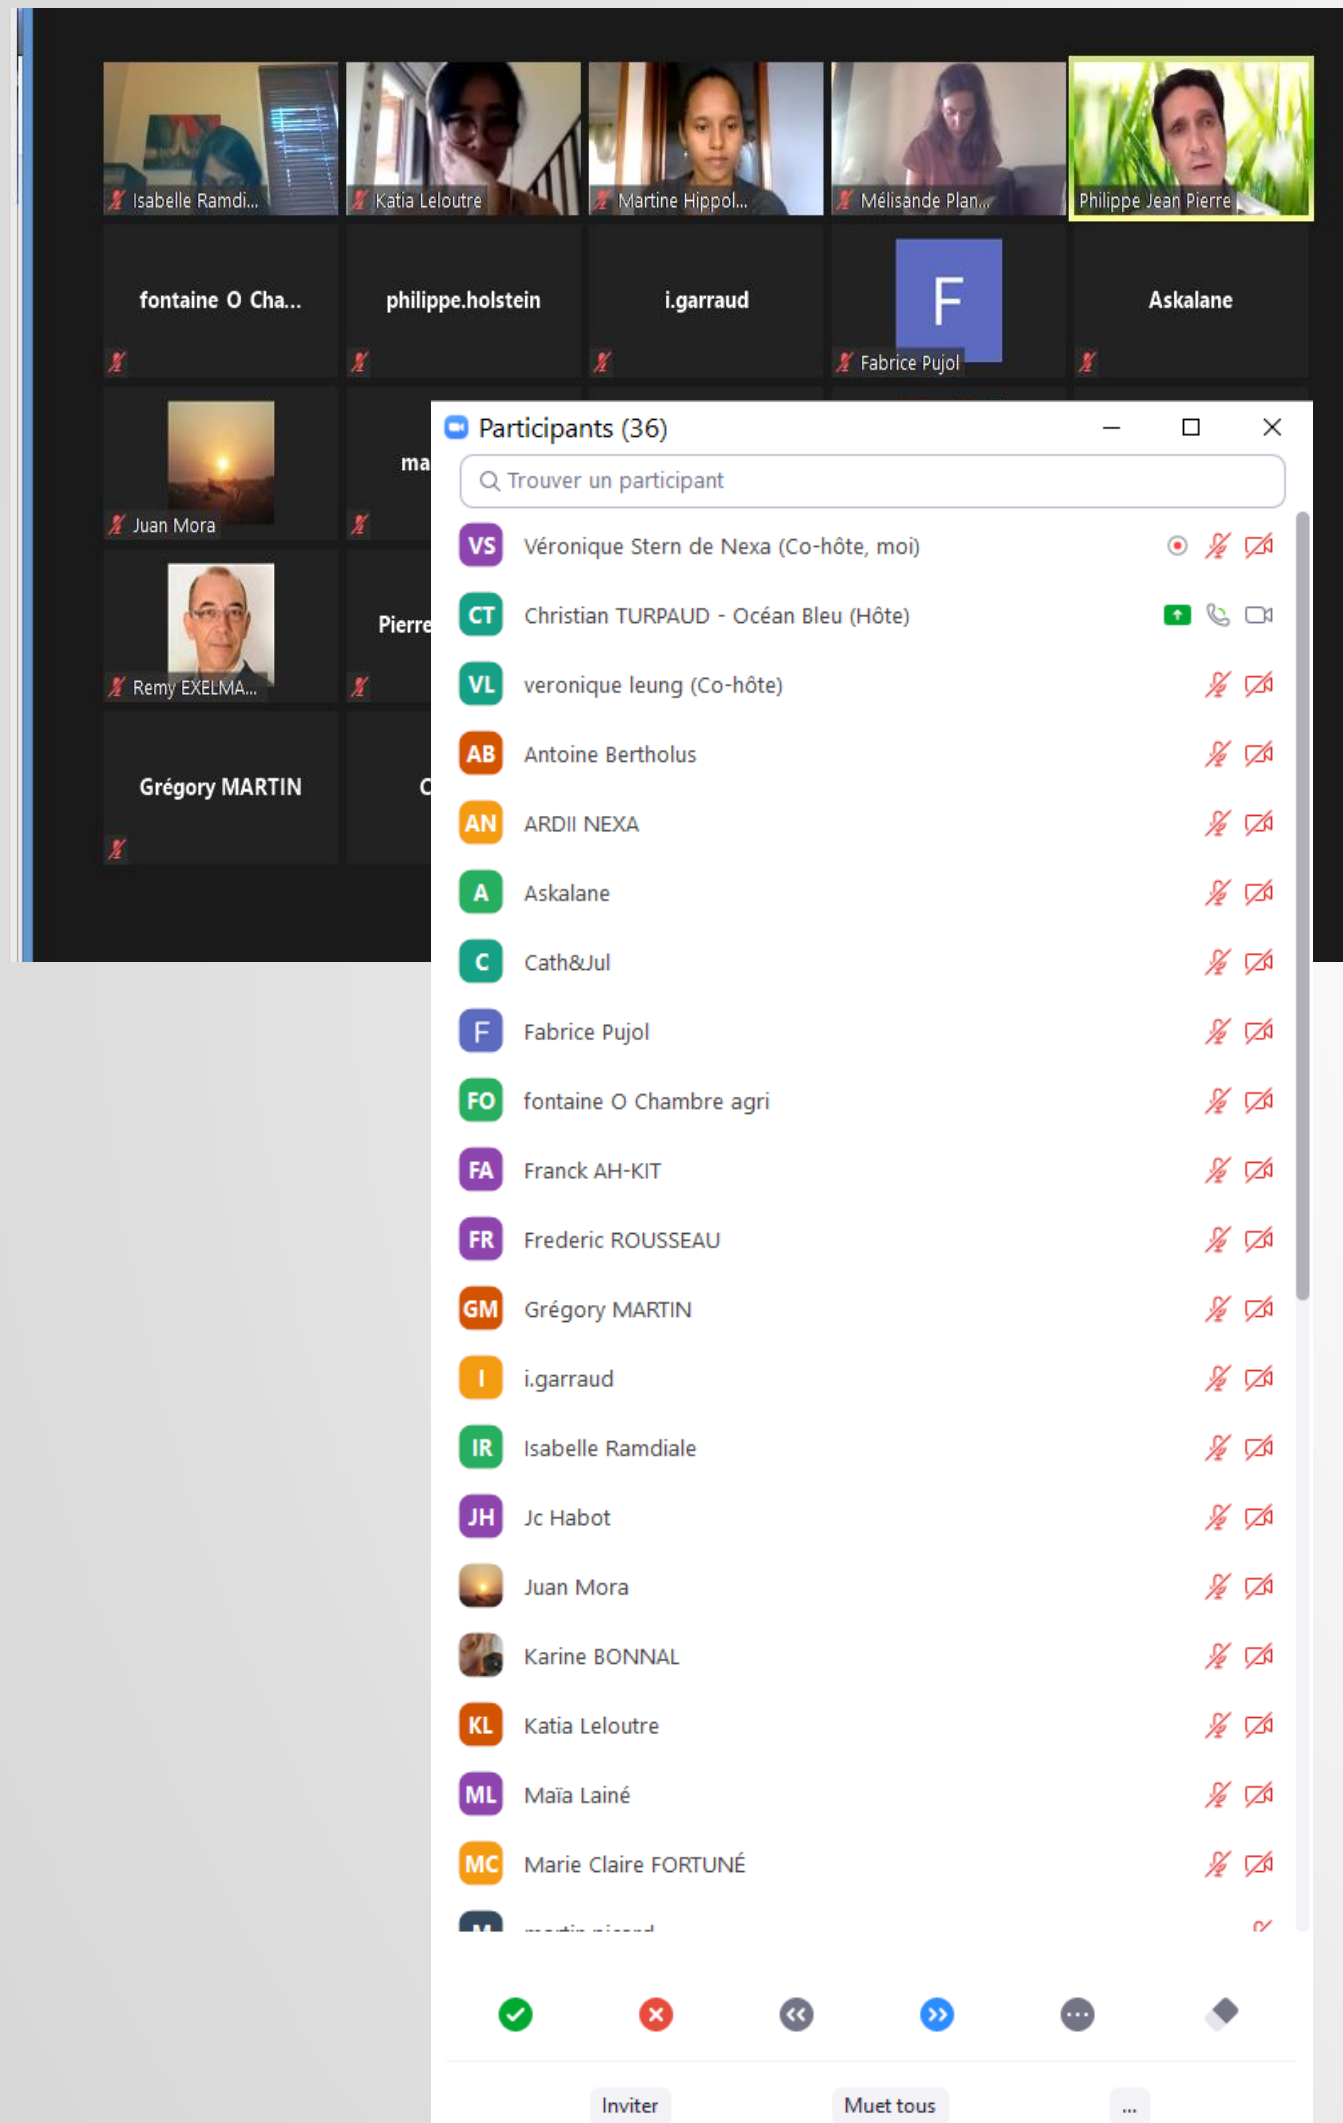 Isabelle Ramdi...
Katia Leloutre
Martine Hippol...
Mélisande Plan...
Philippe Jean Pierre
fontaine O Cha...
philippe.holstein
i.garraud
F
Fabrice Pujol
Askalane
Juan Mora
ma
Remy EXELMA...
Pierre
Grégory MARTIN
C
Participants (36)
Trouver un participant
VS Véronique Stern de Nexa (Co-hôte, moi)
CT Christian TURPAUD - Océan Bleu (Hôte)
VL veronique leung (Co-hôte)
AB Antoine Bertholus
AN ARDII NEXA
A Askalane
C Cath&Jul
F Fabrice Pujol
FO fontaine O Chambre agri
FA Franck AH-KIT
FR Frederic ROUSSEAU
GM Grégory MARTIN
I i.garraud
IR Isabelle Ramdiale
JH Jc Habot
Juan Mora
Karine BONNAL
KL Katia Leloutre
ML Maïa Lainé
MC Marie Claire FORTUNÉ
M martin picard
Inviter
Muet tous
...